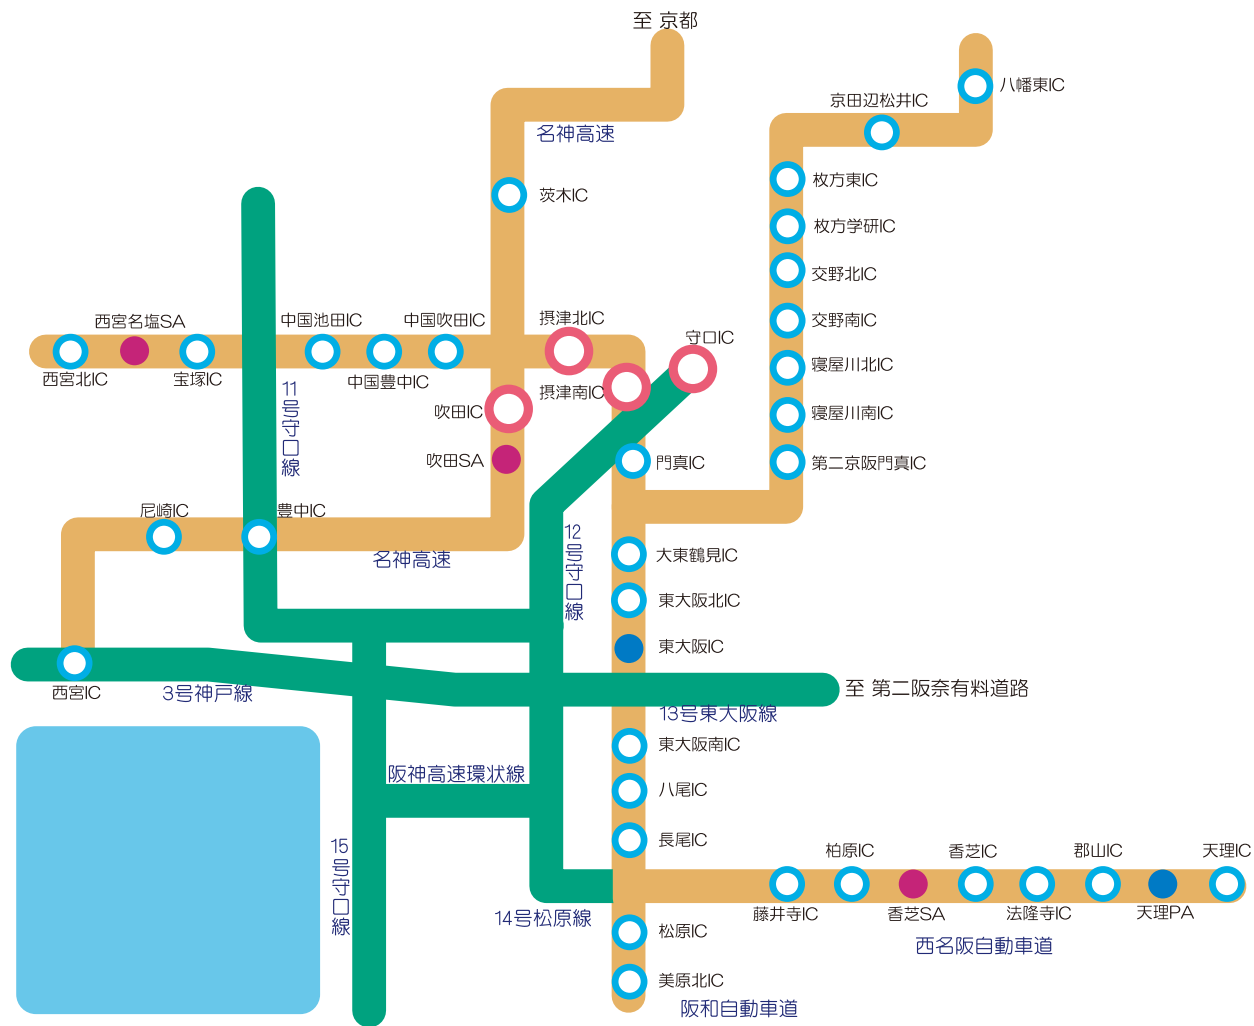 至 京都
八幡東IC
京田辺松井IC
名神高速
枚方東IC
茨木IC
枚方学研IC
交野北IC
西宮名塩SA
中国池田IC
中国吹田IC
摂津北IC
交野南IC
守口IC
西宮北IC
宝塚IC
中国豊中IC
摂津南IC
寝屋川北IC
11号守口線
吹田IC
寝屋川南IC
吹田SA
門真IC
第二京阪門真IC
尼崎IC
豊中IC
名神高速
12号守口線
大東鶴見IC
東大阪北IC
東大阪IC
西宮IC
3号神戸線
至 第二阪奈有料道路
13号東大阪線
東大阪南IC
阪神高速環状線
八尾IC
15号守口線
長尾IC
柏原IC
香芝IC
郡山IC
天理IC
14号松原線
藤井寺IC
香芝SA
法隆寺IC
天理PA
松原IC
西名阪自動車道
美原北IC
阪和自動車道